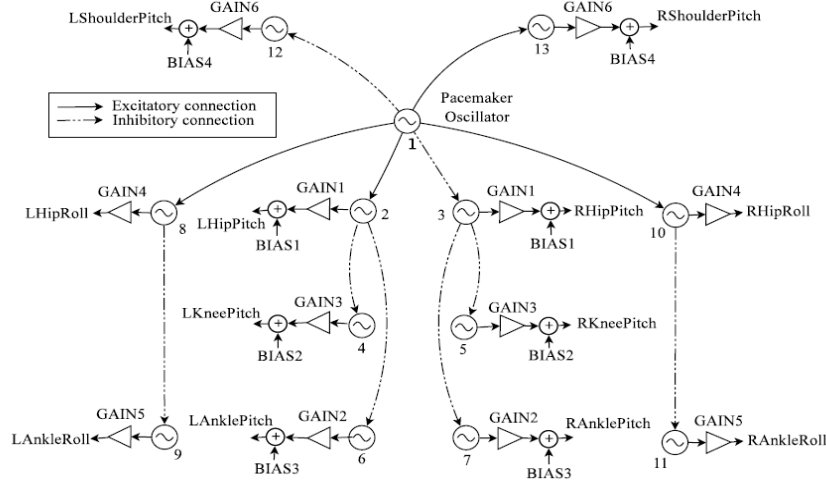 GAIN6
LShoulderPitch
12
BIAS4
GAIN6
RShoulderPitch
13
BIAS4
Excitatory connection
Inhibitory connection
Pacemaker
Oscillator
1
GAIN4
LHipRoll
8
GAIN1
LHipPitch
2
BIAS1
GAIN1
RHipPitch
3
BIAS1
GAIN4
RHipRoll
10
GAIN3
LKneePitch
4
BIAS2
GAIN3
RKneePitch
5
BIAS2
GAIN5
LAnkleRoll
9
GAIN2
LAnklePitch
6
BIAS3
GAIN2
RAnklePitch
7
BIAS3
GAIN5
RAnkleRoll
11